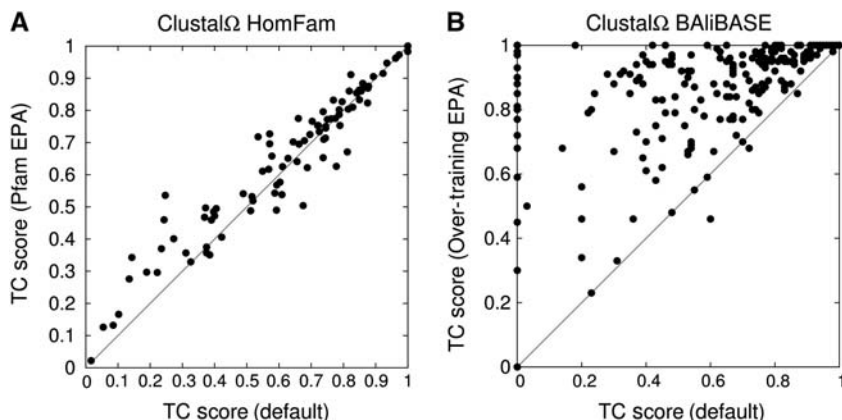 A
ClustalΩ HomFam
1
0.9
0.8
0.7
0.6
0.5
0.4
0.3
0.2
0.1
0
TC score (Pfam EPA)
0 0.1 0.2 0.3 0.4 0.5 0.6 0.7 0.8 0.9 1
TC score (default)
B
ClustalΩ BAliBASE
1
0.8
0.6
0.4
0.2
0
TC score (Over-training EPA)
0 0.2 0.4 0.6 0.8 1
TC score (default)